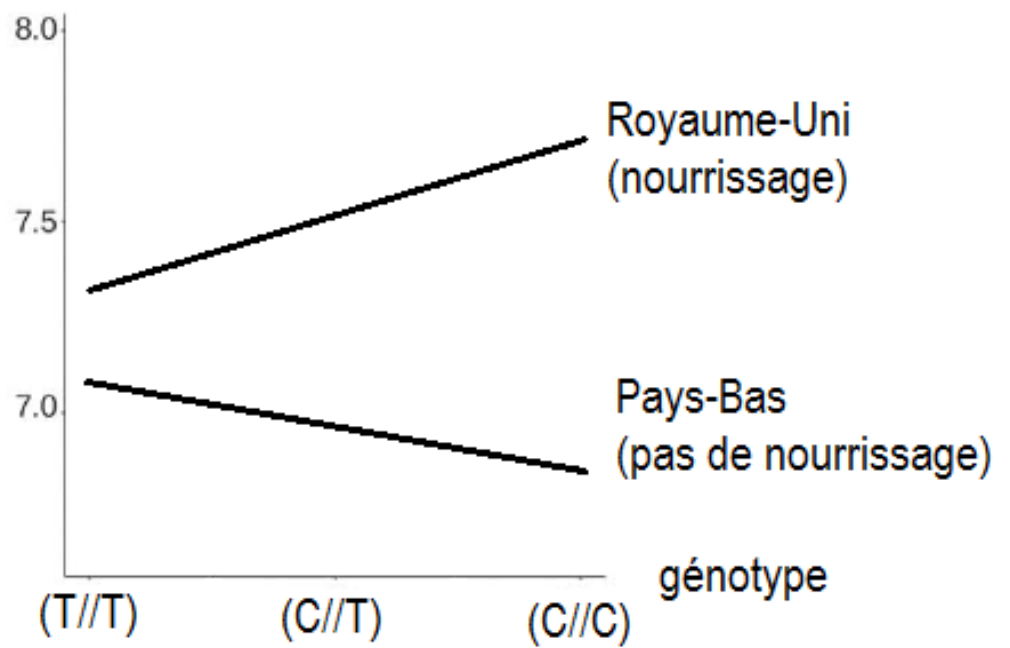 8.0
Royaume-Uni
(nourrissage)
7.5
Pays-Bas
7.0
(pas de nourrissage)
génotype
(T//T)
(C//T)
(C//C)